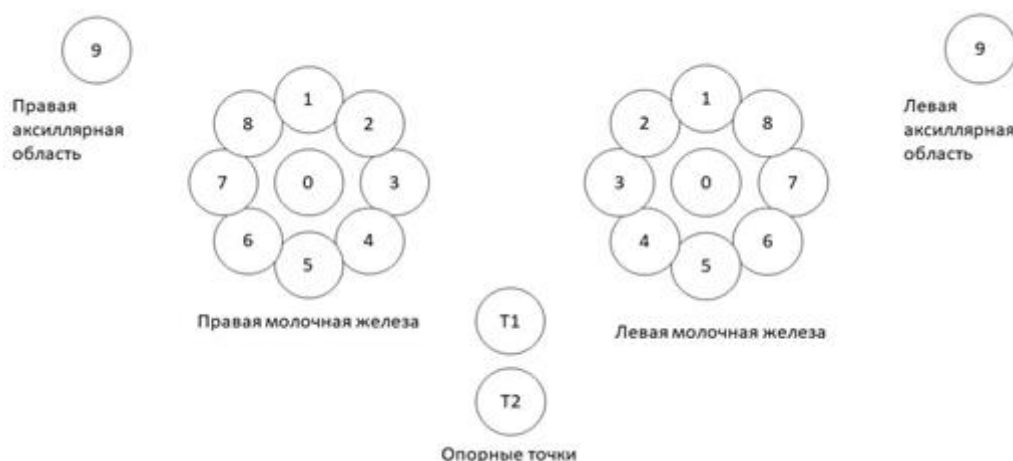 9
9
Правая
аксиллярная
область
Левая
аксиллярная
область
1
8
2
7
0
3
6
4
5
Правая молочная железа
1
2
8
3
0
7
4
6
5
Левая молочная железа
T1
T2
Опорные точки